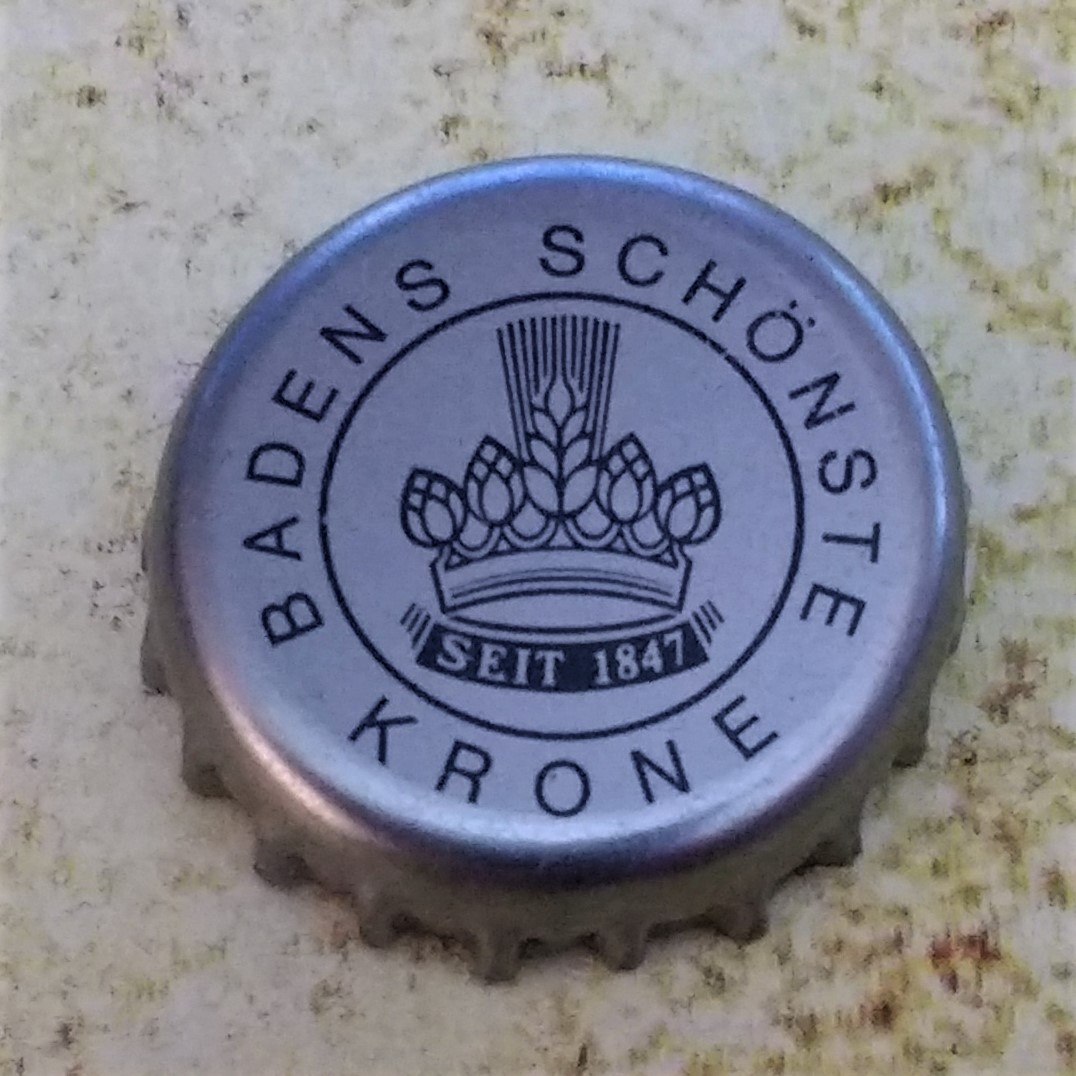 BADENS SCHÖNSTE
KRONE
SEIT 1847